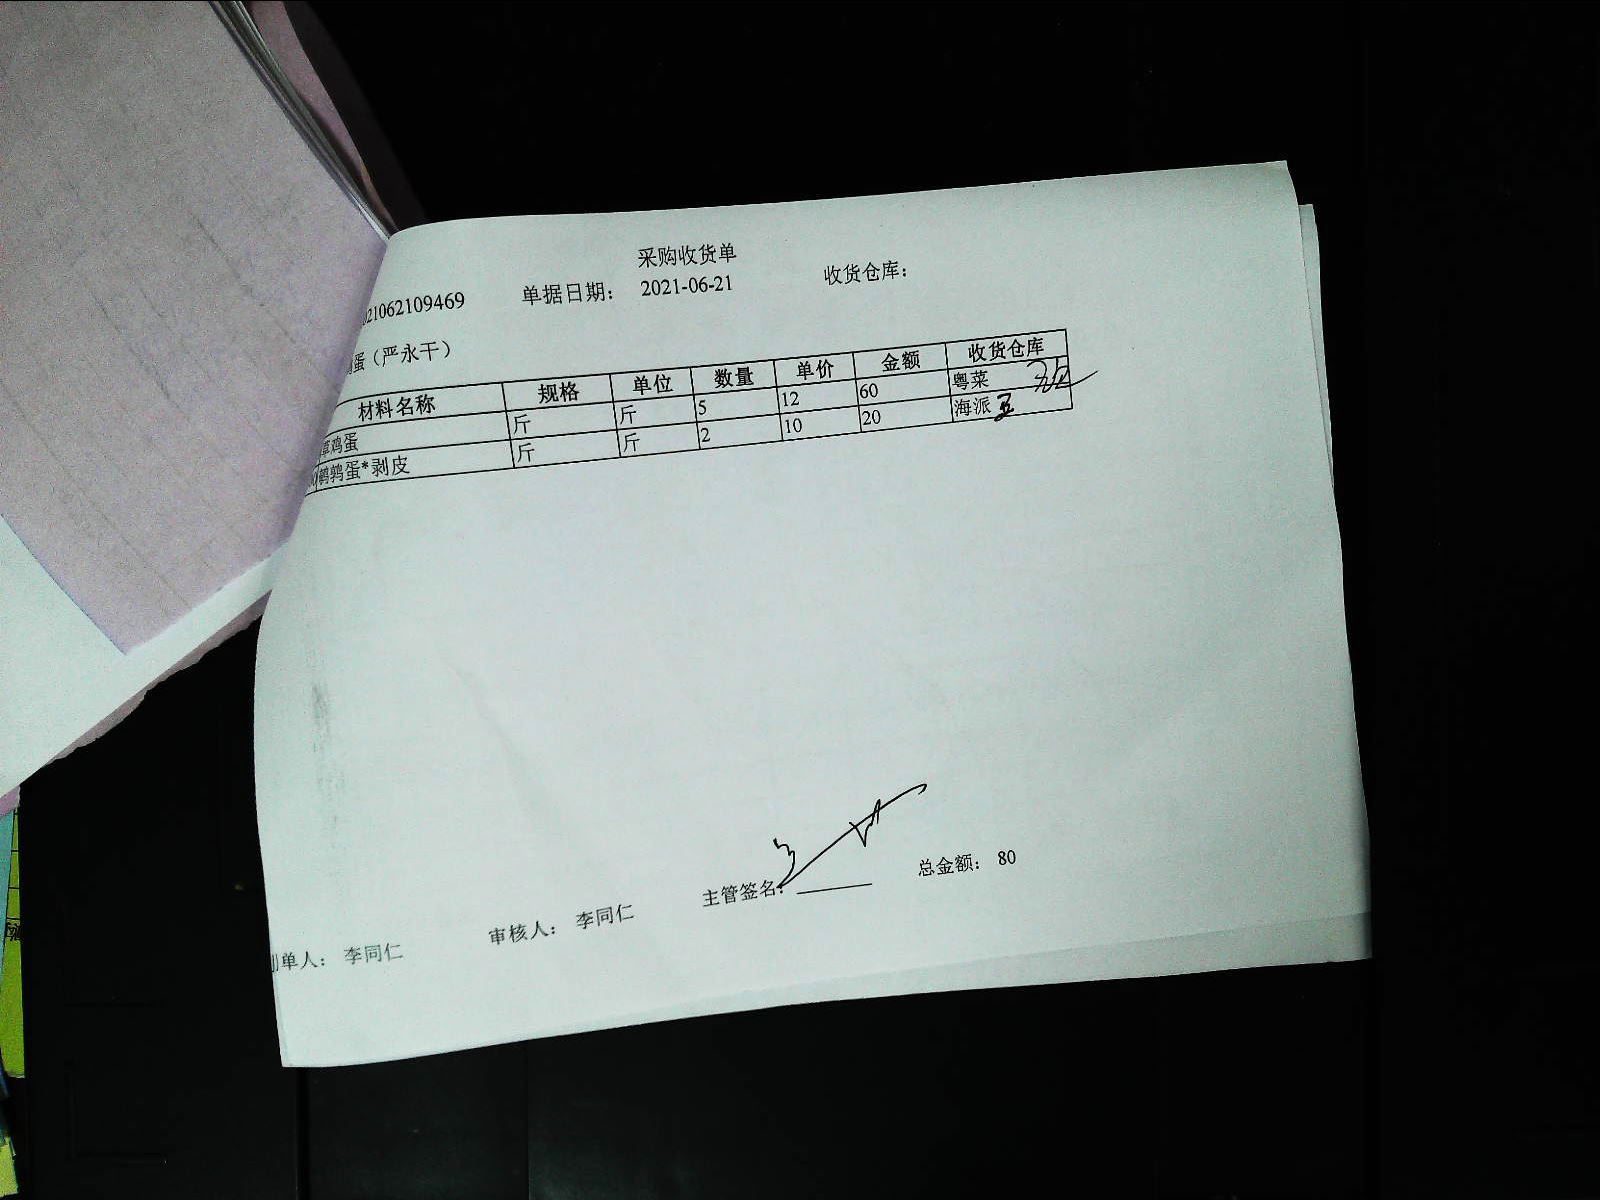 采购收货单
021062109469 单据日期： 2021-06-21 收货仓库：
蛋（严永干）
材料名称 规格 单位 数量 单价 金额 收货仓库
草鸡蛋 斤 斤 5 12 60 粤菜
鹌鹑蛋*剥皮 斤 斤 2 10 20 海派
主管签名： 总金额： 80
单人： 李同仁 审核人： 李同仁